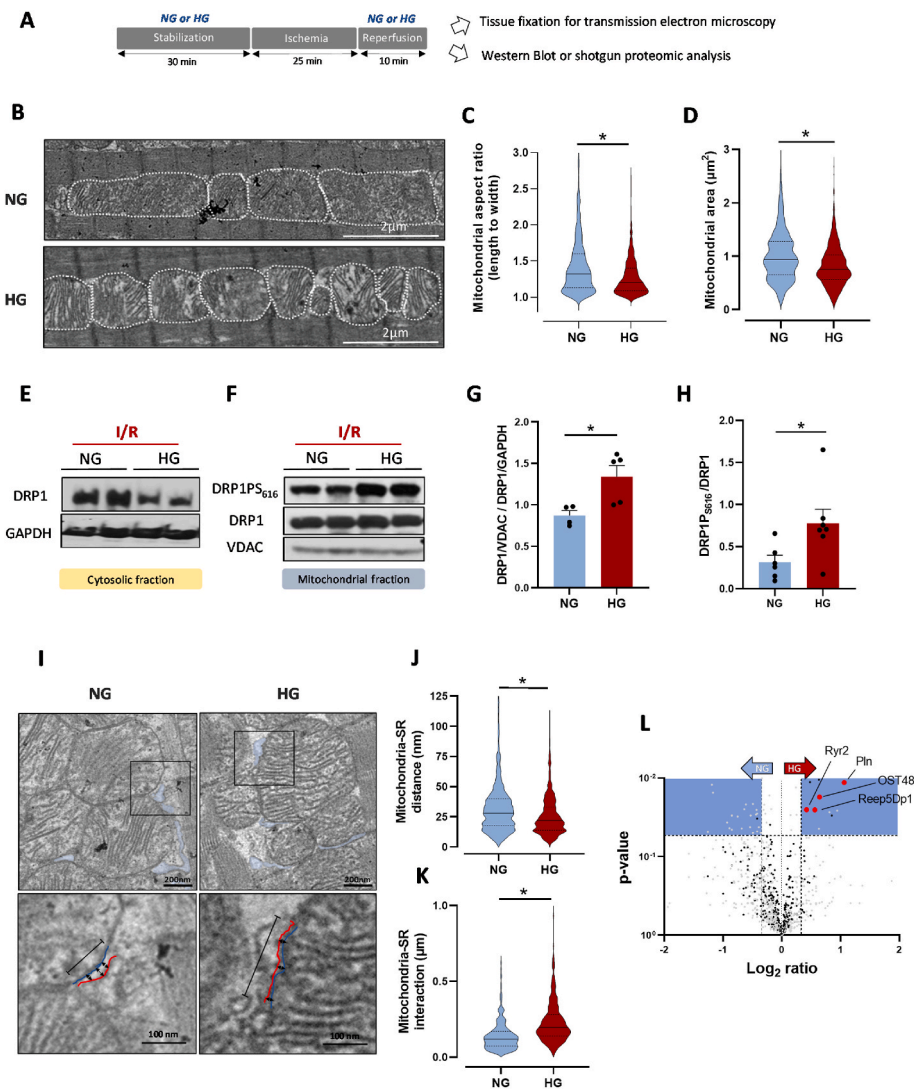 A
NG or HG
NG or HG
Stabilization
Ischemia
Reperfusion
30 min
25 min
10 min
Tissue fixation for transmission electron microscopy
Western Blot or shotgun proteomic analysis
B
NG
2µm
HG
2µm
C
*
Mitochondrial aspect ratio
(length to width)
3.0
2.5
2.0
1.5
1.0
NG
HG
D
*
Mitochondrial area (µm²)
3
2
1
0
NG
HG
E
I/R
NG
HG
DRP1
GAPDH
Cytosolic fraction
F
I/R
NG
HG
DRP1PS616
DRP1
VDAC
Mitochondrial fraction
G
*
DRP1/VDAC / DRP1/GAPDH
2.0
1.5
1.0
0.5
0.0
NG
HG
H
*
DRP1PS616/DRP1
2.0
1.5
1.0
0.5
0.0
NG
HG
I
NG
HG
200nm
200nm
100 nm
100 nm
J
*
Mitochondria-SR
distance (nm)
125
100
75
50
25
0
NG
HG
K
*
Mitochondria-SR
interaction (µm)
1.0
0.5
0.0
NG
HG
L
NG
HG
Ryr2
Pln
OST48
Reep5Dp1
p-value
10⁻²
10⁻¹
10⁰
-2
-1
0
1
2
Log₂ ratio